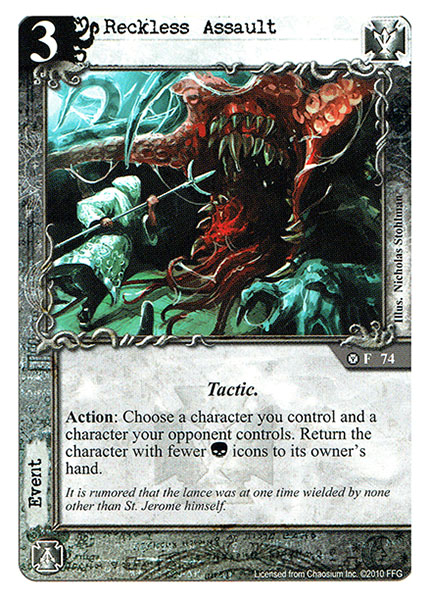 3
Reckless Assault
Illus. Nicholas Stohlman
F 74
Tactic.
Action: Choose a character you control and a
character your opponent controls. Return the
character with fewer icons to its owner's
hand.
It is rumored that the lance was at one time wielded by none
other than St. Jerome himself.
Event
Licensed from Chaosium Inc. ©2010 FFG